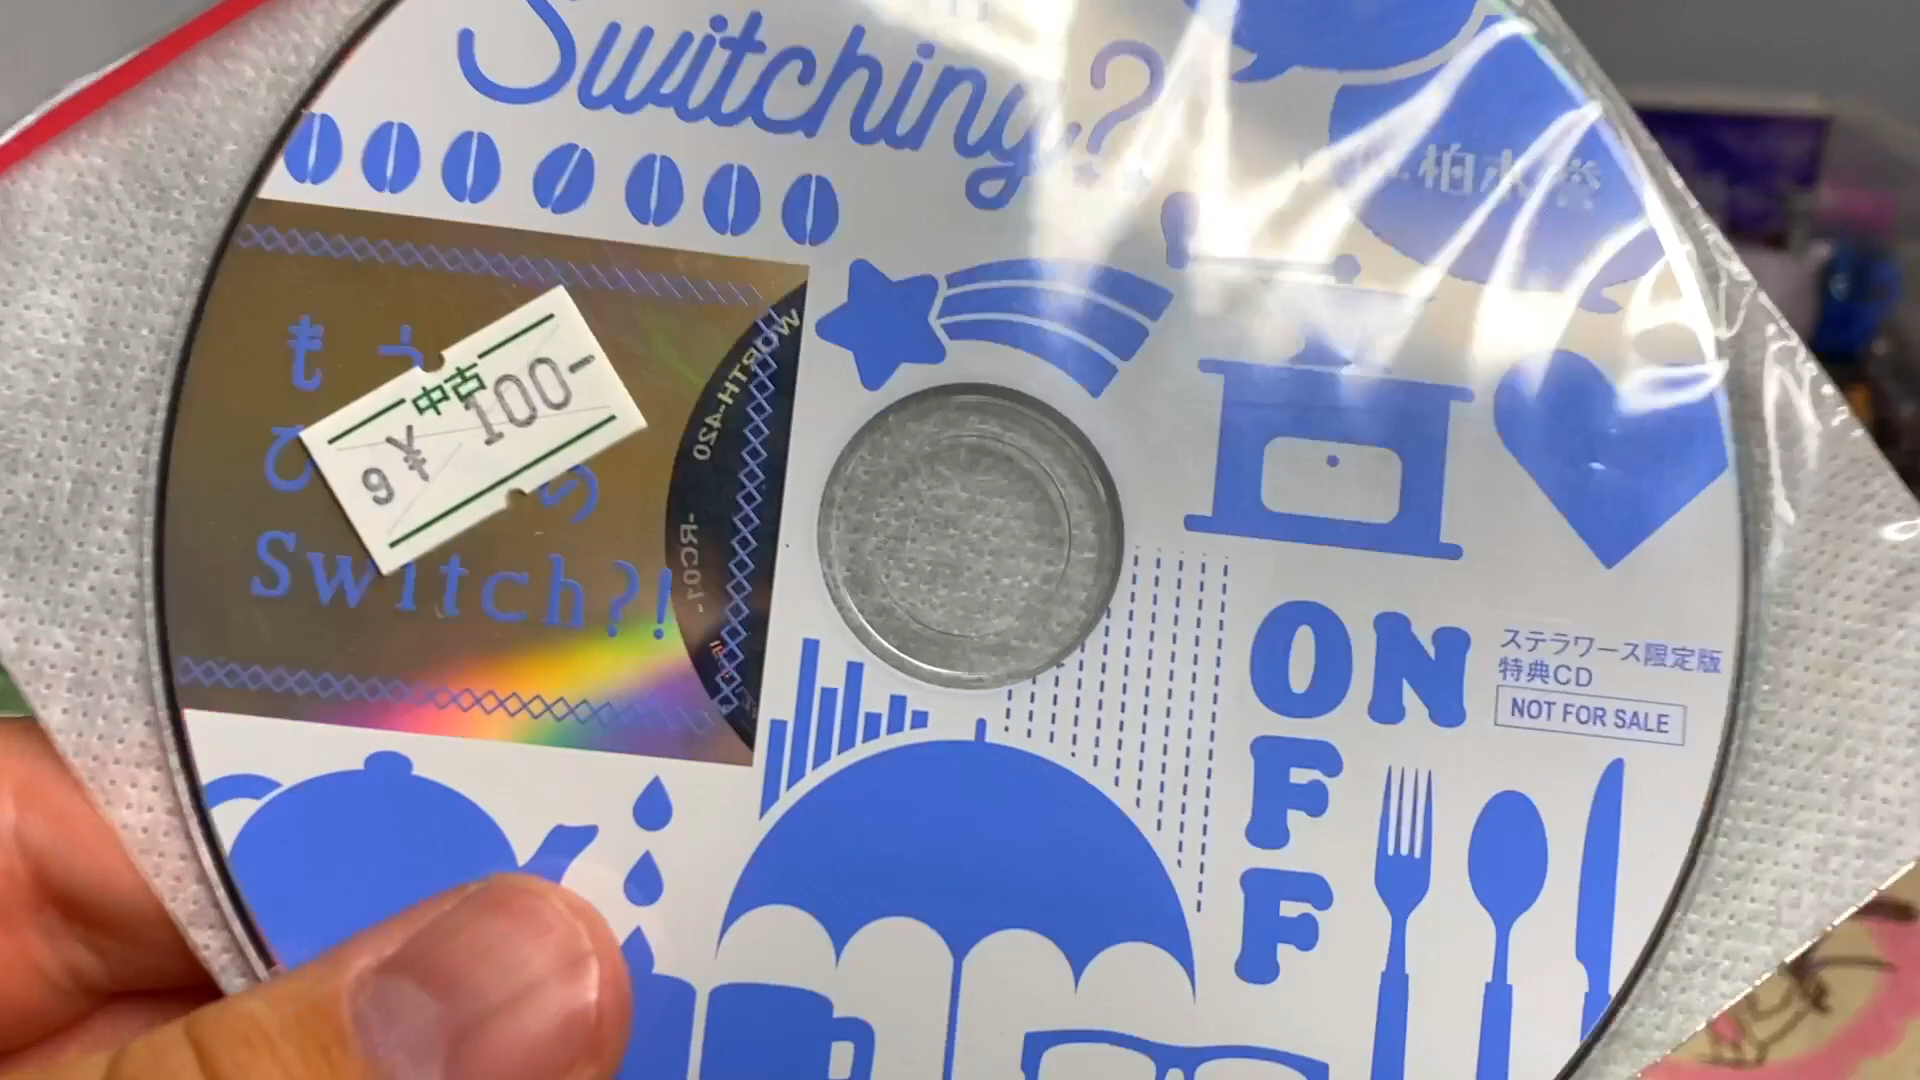 Switching?
柏木
もう
中古
9 ¥ 100-
ひ
Switch?!
WORTH-420
-RC01-
ON
OFF
ステラワース限定版
特典CD
NOT FOR SALE